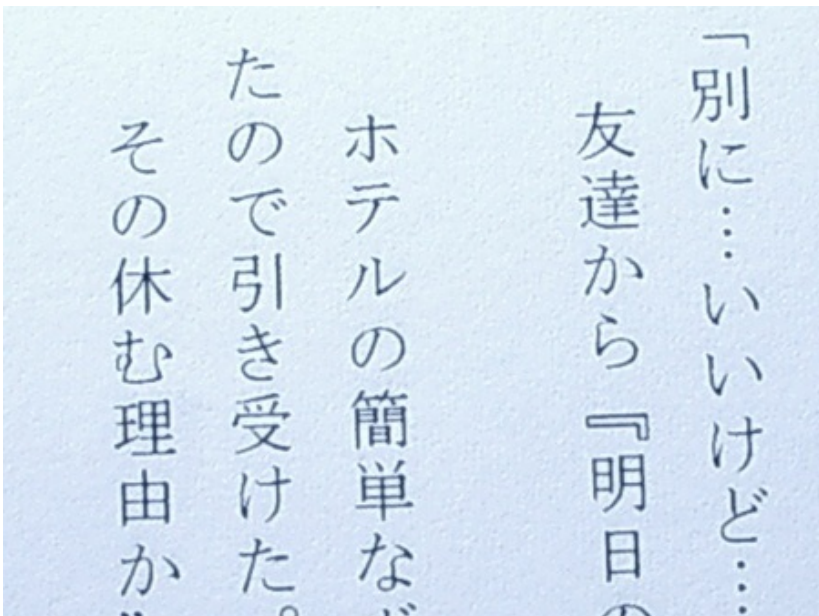 「別に…いいけど…
友達から『明日の
ホテルの簡単な
たので引き受けた。
その休む理由か